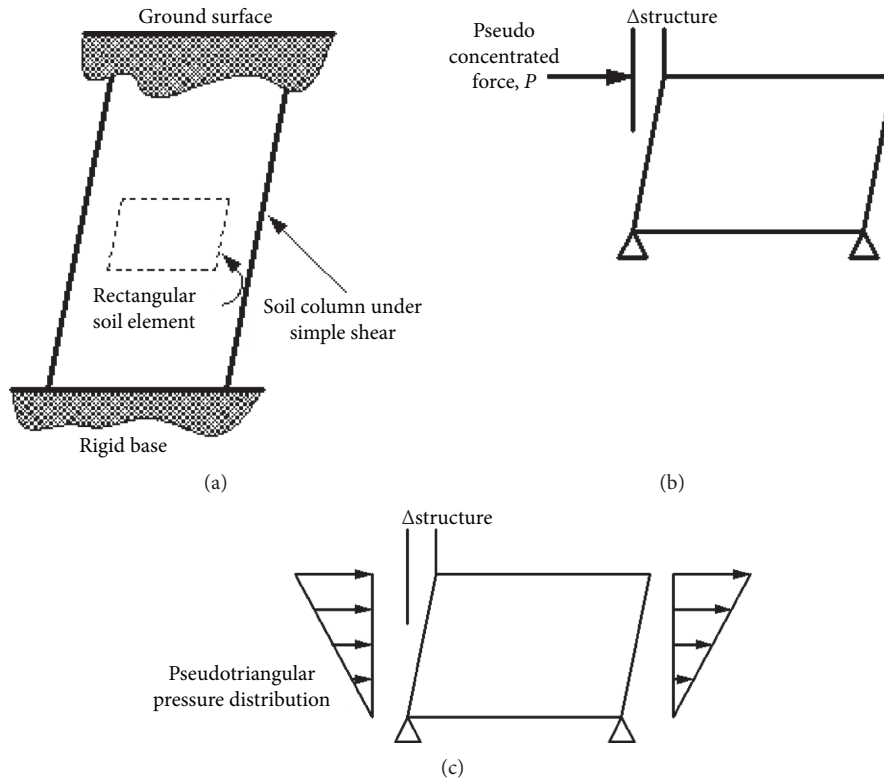 Ground surface
Rectangular
soil element
Soil column under
simple shear
Rigid base
(a)
Pseudo
concentrated
force, P
Δstructure
(b)
Δstructure
Pseudotriangular
pressure distribution
(c)